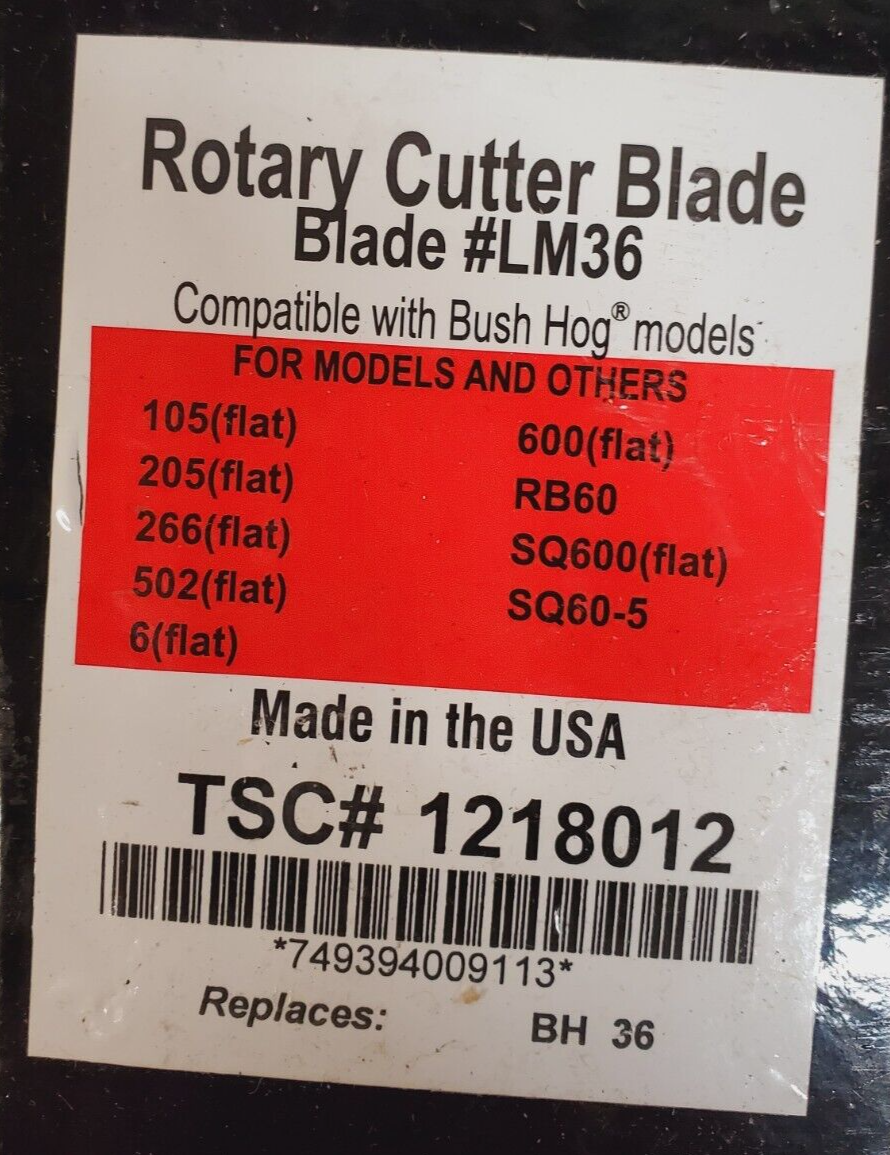 Rotary Cutter Blade
Blade #LM36
Compatible with Bush Hog® models
FOR MODELS AND OTHERS
105(flat)
205(flat)
266(flat)
502(flat)
6(flat)
600(flat)
RB60
SQ600(flat)
SQ60-5
Made in the USA
TSC# 1218012
*749394009113*
Replaces: BH 36